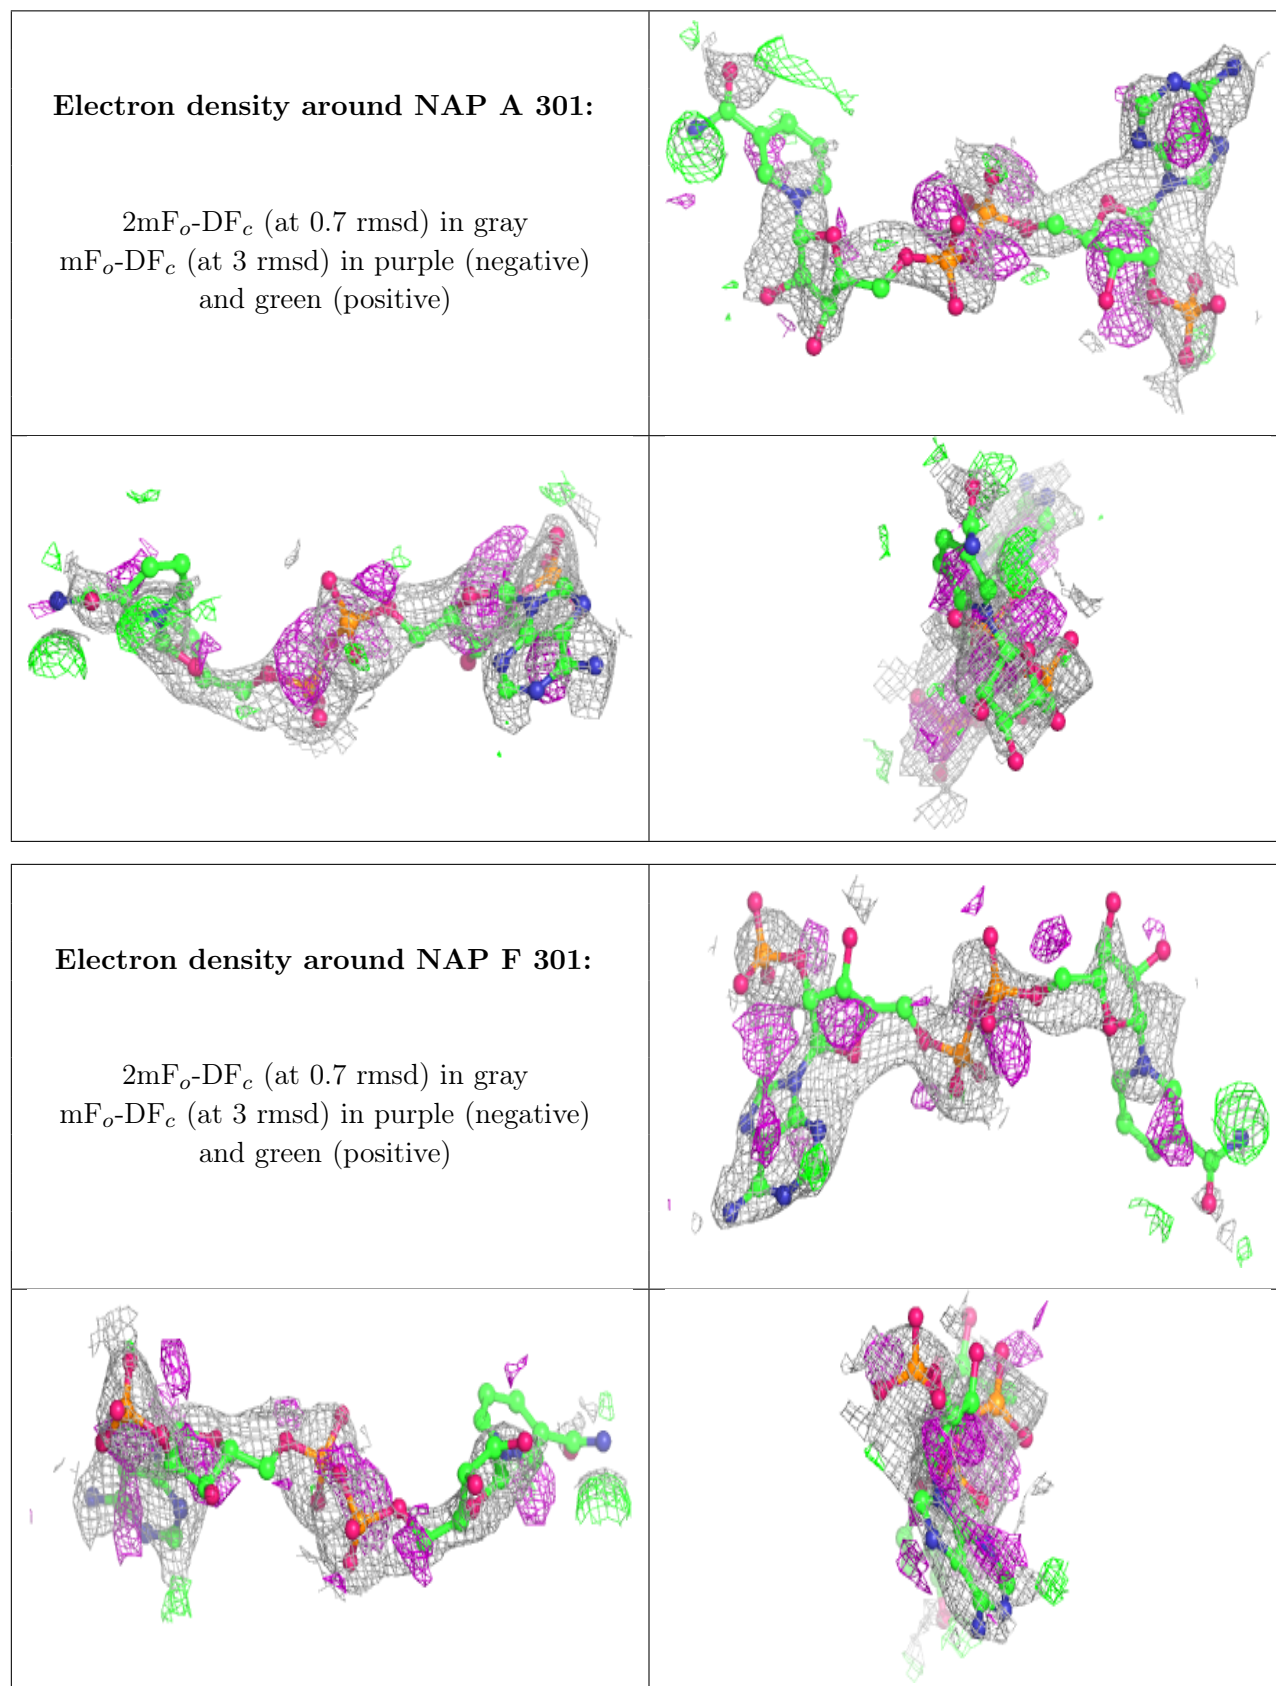 Electron density around NAP A 301:
2mFo-DFc (at 0.7 rmsd) in gray
mFo-DFc (at 3 rmsd) in purple (negative)
and green (positive)
Electron density around NAP F 301:
2mFo-DFc (at 0.7 rmsd) in gray
mFo-DFc (at 3 rmsd) in purple (negative)
and green (positive)